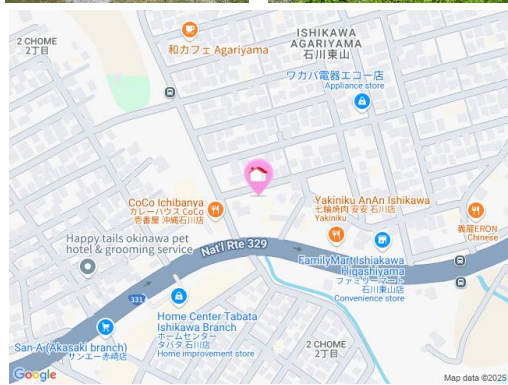 2 CHOME
2丁目
和カフェ Agariyama
ISHIKAWA
AGARIYAMA
石川東山
ワカバ電器エコー店
Appliance store
CoCo Ichibanya
カレーハウス CoCo
壱番屋 沖縄石川店
Yakiniku AnAn Ishikawa
七輪焼肉 安安 石川店
Yakiniku
義龍ERON
Chinese
Happy tails okinawa pet
hotel & grooming service
Nat'l Rte 329
FamilyMart Ishiakawa
Higashiyama
ファミリーマート
石川東山店
Convenience store
331
Home Center Tabata
Ishikawa Branch
ホームセンター
タバタ 石川店
Home improvement store
San-A (Akasaki branch)
サンエー赤崎店
2 CHOME
2丁目
Google
Map data ©2025